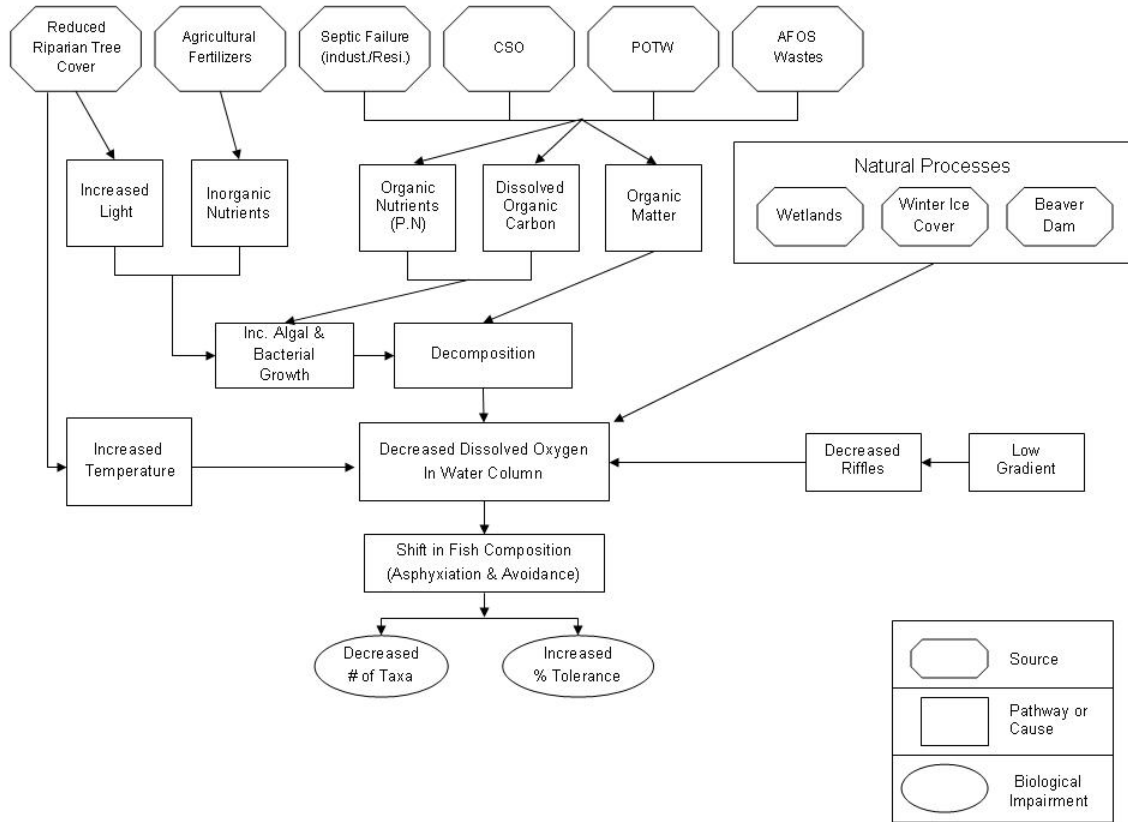 Reduced
Riparian Tree
Cover
Agricultural
Fertilizers
Septic Failure
(indust./Resi.)
CSO
POTW
AFOS
Wastes
Increased
Light
Inorganic
Nutrients
Organic
Nutrients
(P.N)
Dissolved
Organic
Carbon
Organic
Matter
Natural Processes
Wetlands
Winter Ice
Cover
Beaver
Dam
Inc. Algal &
Bacterial
Growth
Decomposition
Increased
Temperature
Decreased Dissolved Oxygen
In Water Column
Decreased
Riffles
Low
Gradient
Shift in Fish Composition
(Asphyxiation & Avoidance)
Decreased
# of Taxa
Increased
% Tolerance
Source
Pathway or
Cause
Biological
Impairment